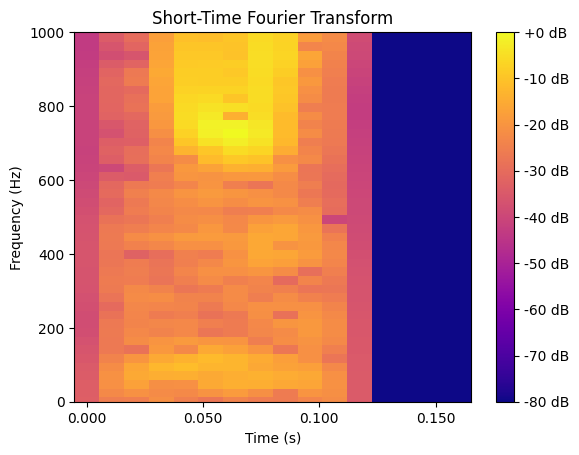 Short-Time Fourier Transform
Frequency (Hz)
1000
800
600
400
200
0
0.000
0.050
0.100
0.150
Time (s)
+0 dB
-10 dB
-20 dB
-30 dB
-40 dB
-50 dB
-60 dB
-70 dB
-80 dB